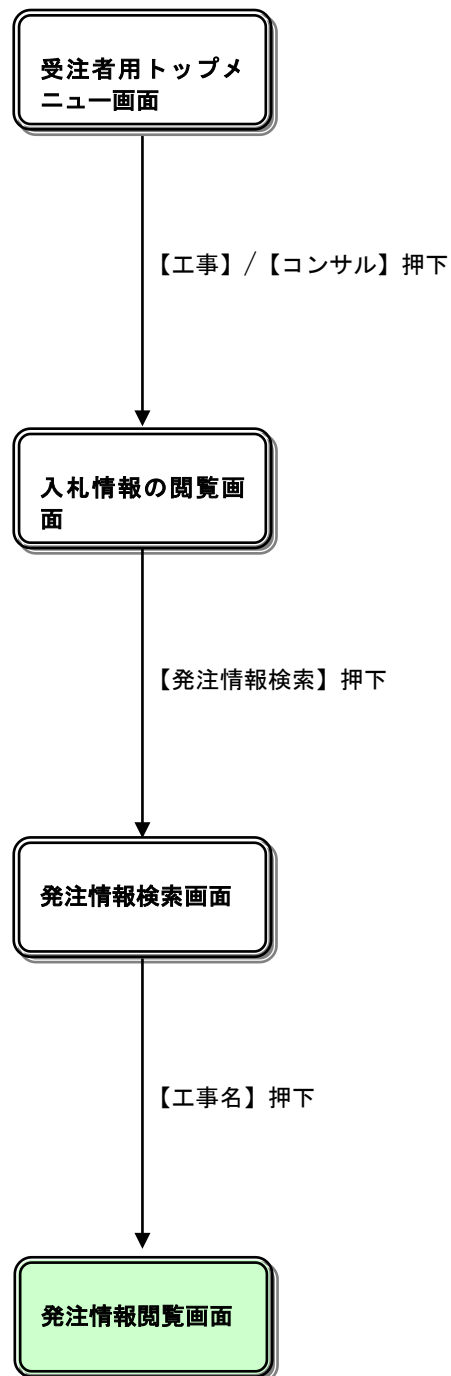 受注者用トップメ
ニュー画面
【工事】/【コンサル】押下
入札情報の閲覧画
面
【発注情報検索】押下
発注情報検索画面
【工事名】押下
発注情報閲覧画面